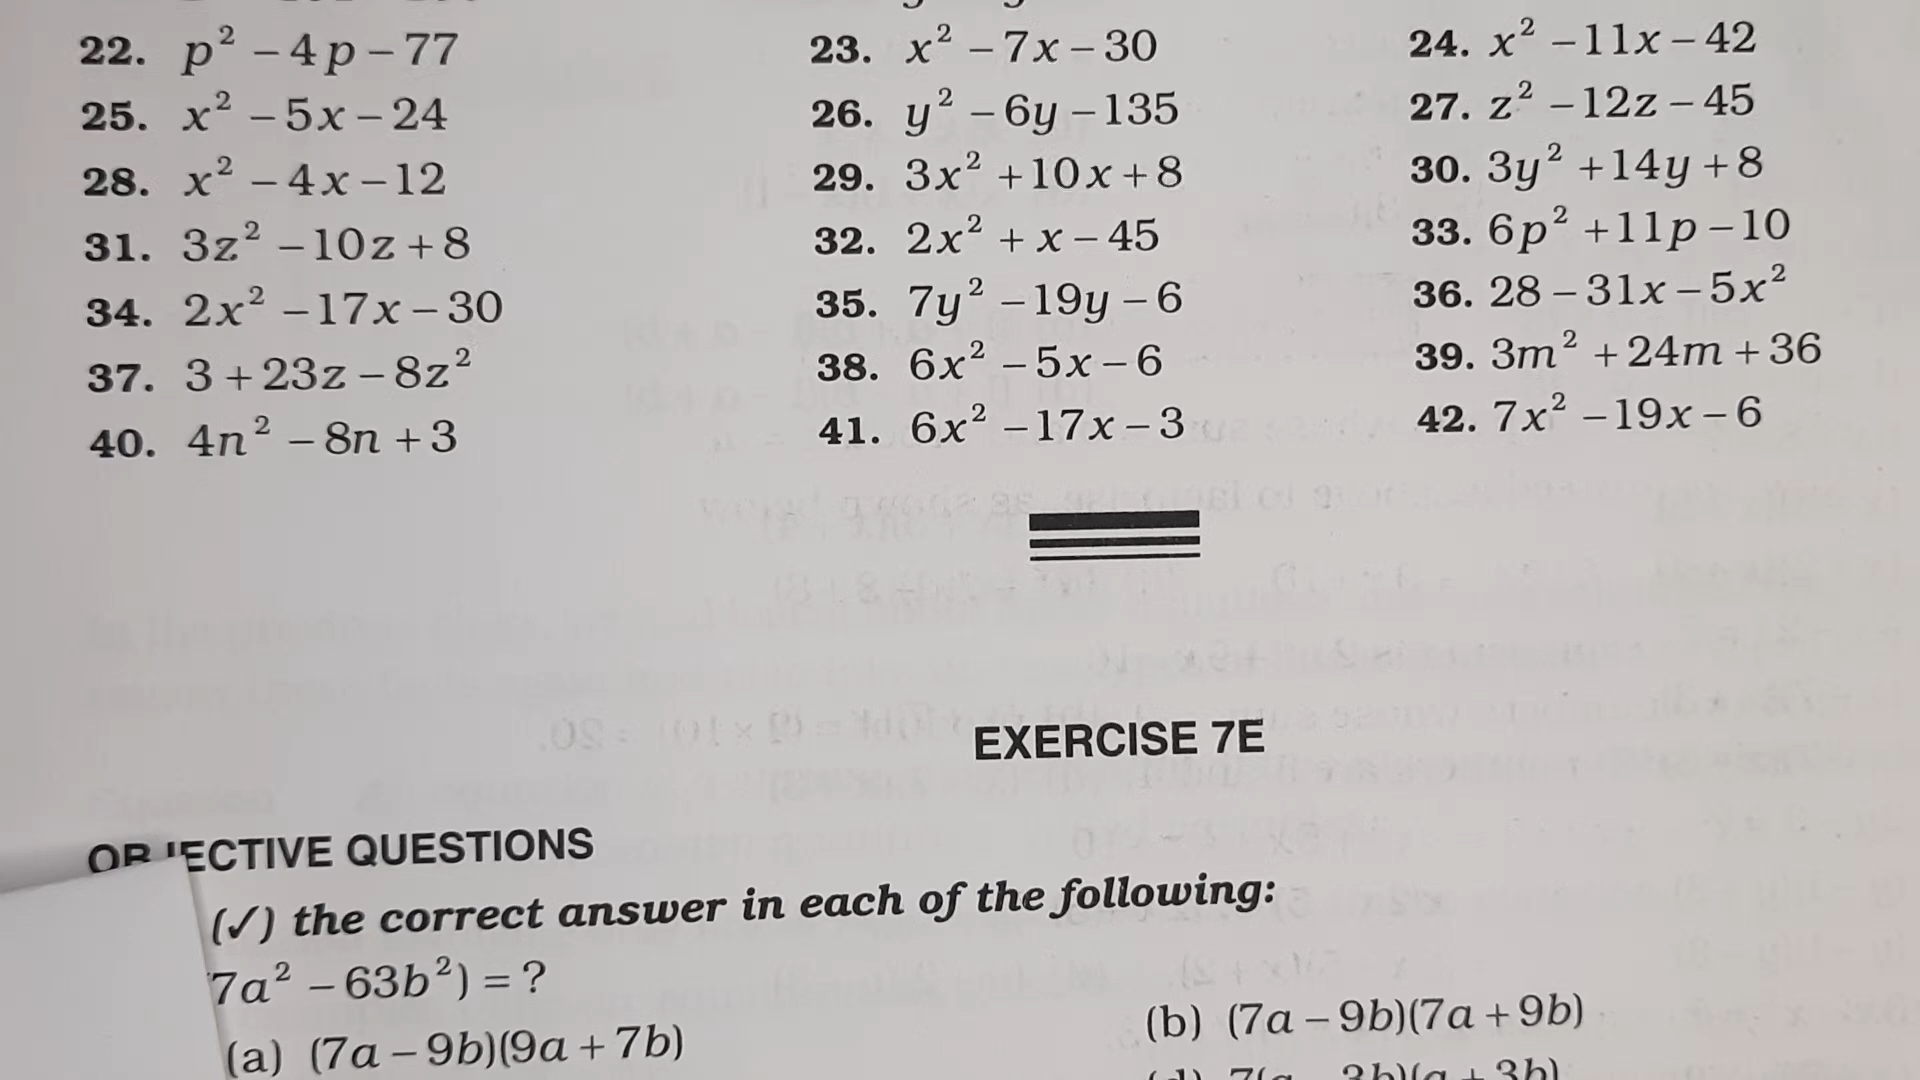 22. p² – 4p – 77 23. x² – 7x – 30 24. x² – 11x – 42
25. x² – 5x – 24 26. y² – 6y – 135 27. z² – 12z – 45
28. x² – 4x – 12 29. 3x² + 10x + 8 30. 3y² + 14y + 8
31. 3z² – 10z + 8 32. 2x² + x – 45 33. 6p² + 11p – 10
34. 2x² – 17x – 30 35. 7y² – 19y – 6 36. 28 – 31x – 5x²
37. 3 + 23z – 8z² 38. 6x² – 5x – 6 39. 3m² + 24m + 36
40. 4n² – 8n + 3 41. 6x² – 17x – 3 42. 7x² – 19x – 6
EXERCISE 7E
OBJECTIVE QUESTIONS
(✓) the correct answer in each of the following:
7a² – 63b²) = ?
(a) (7a – 9b)(9a + 7b) (b) (7a – 9b)(7a + 9b)
(d) 7(a – 3b)(a + 3b)